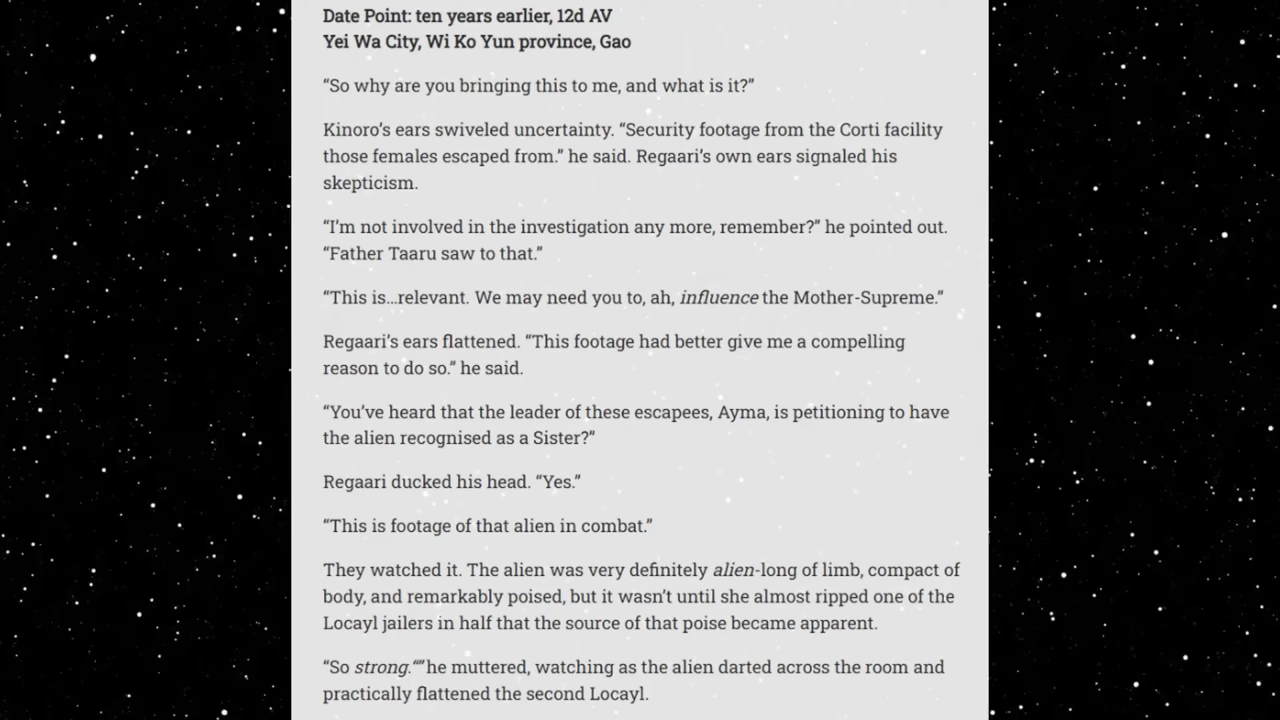 Date Point: ten years earlier, 12d AV
Yei Wa City, Wi Ko Yun province, Gao
“So why are you bringing this to me, and what is it?”
Kinoro’s ears swiveled uncertainty. “Security footage from the Corti facility
those females escaped from.” he said. Regaari’s own ears signaled his
skepticism.
“I’m not involved in the investigation any more, remember?” he pointed out.
“Father Taaru saw to that.”
“This is…relevant. We may need you to, ah, influence the Mother-Supreme.”
Regaari’s ears flattened. “This footage had better give me a compelling
reason to do so.” he said.
“You’ve heard that the leader of these escapees, Ayma, is petitioning to have
the alien recognised as a Sister?”
Regaari ducked his head. “Yes.”
“This is footage of that alien in combat.”
They watched it. The alien was very definitely alien-long of limb, compact of
body, and remarkably poised, but it wasn’t until she almost ripped one of the
Locayl jailers in half that the source of that poise became apparent.
“So strong.“” he muttered, watching as the alien darted across the room and
practically flattened the second Locayl.